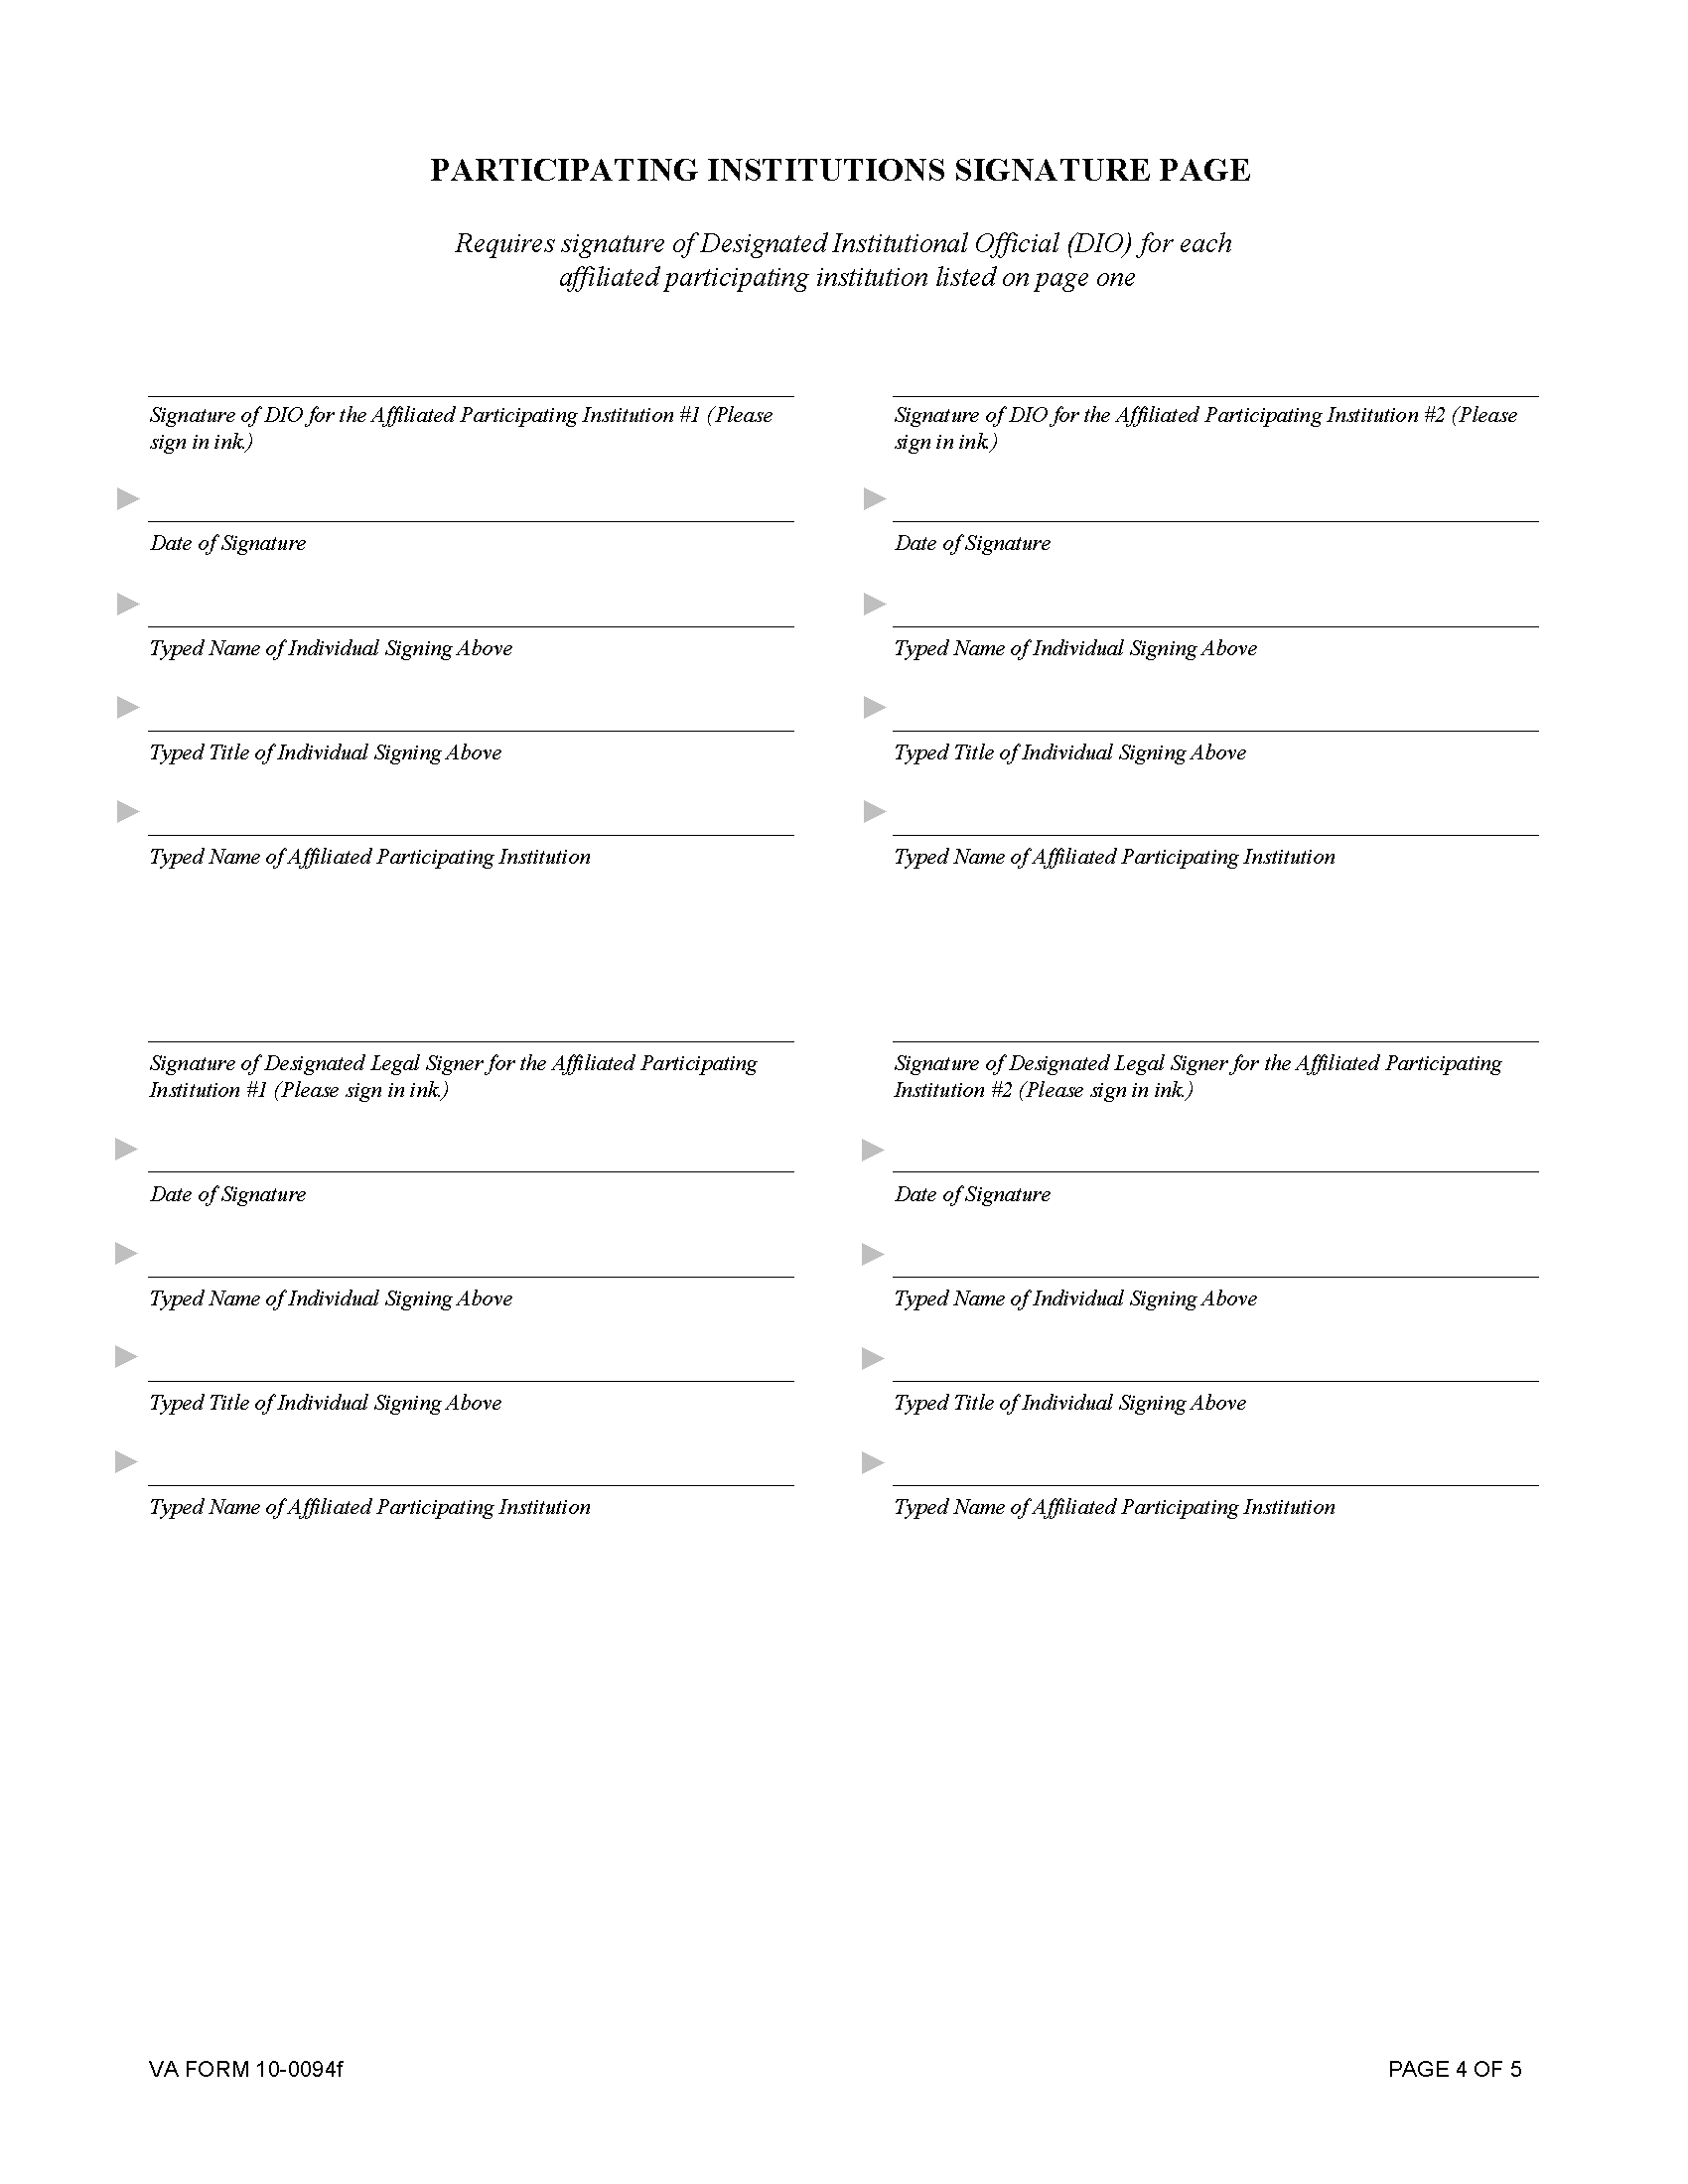 PARTICIPATING INSTITUTIONS SIGNATURE PAGE
Requires signature of Designated Institutional Official (DIO) for each
affiliated participating institution listed on page one
Signature of DIO for the Affiliated Participating Institution #1 (Please
sign in ink.)
Date of Signature
Typed Name of Individual Signing Above
Typed Title of Individual Signing Above
Typed Name of Affiliated Participating Institution
Signature of DIO for the Affiliated Participating Institution #2 (Please
sign in ink.)
Date of Signature
Typed Name of Individual Signing Above
Typed Title of Individual Signing Above
Typed Name of Affiliated Participating Institution
Signature of Designated Legal Signer for the Affiliated Participating
Institution #1 (Please sign in ink.)
Date of Signature
Typed Name of Individual Signing Above
Typed Title of Individual Signing Above
Typed Name of Affiliated Participating Institution
Signature of Designated Legal Signer for the Affiliated Participating
Institution #2 (Please sign in ink.)
Date of Signature
Typed Name of Individual Signing Above
Typed Title of Individual Signing Above
Typed Name of Affiliated Participating Institution
VA FORM 10-0094f
PAGE 4 OF 5